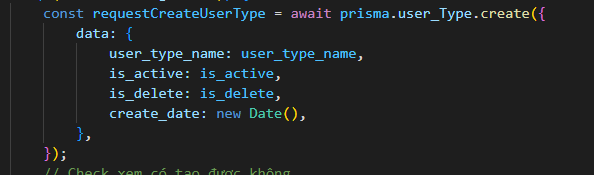 const requestCreateUserType = await prisma.user_Type.create({
data: {
user_type_name: user_type_name,
is_active: is_active,
is_delete: is_delete,
create_date: new Date(),
},
});
// Check xem có tạo được không